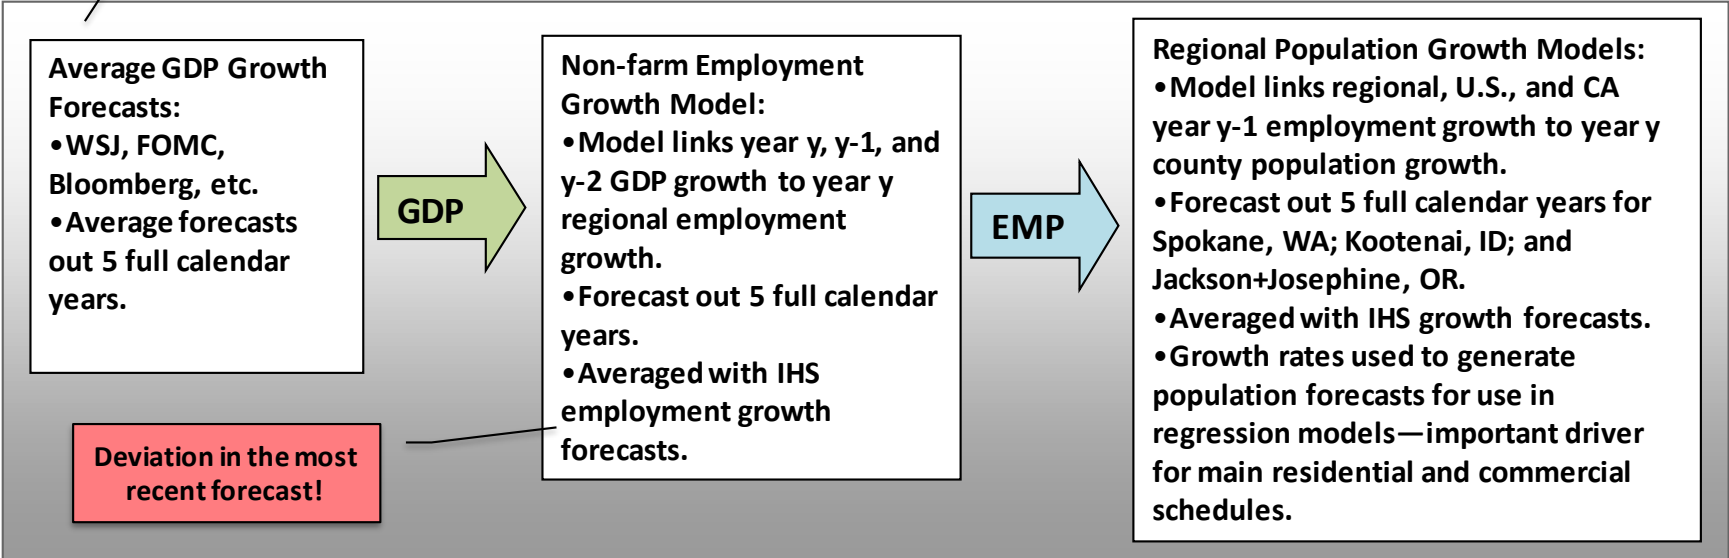 Average GDP Growth
Forecasts:
•WSJ, FOMC,
Bloomberg, etc.
•Average forecasts
out 5 full calendar
years.
GDP
Non-farm Employment
Growth Model:
•Model links year y, y-1, and
y-2 GDP growth to year y
regional employment
growth.
•Forecast out 5 full calendar
years.
•Averaged with IHS
employment growth
forecasts.
Deviation in the most
recent forecast!
EMP
Regional Population Growth Models:
•Model links regional, U.S., and CA
year y-1 employment growth to year y
county population growth.
•Forecast out 5 full calendar years for
Spokane, WA; Kootenai, ID; and
Jackson+Josephine, OR.
•Averaged with IHS growth forecasts.
•Growth rates used to generate
population forecasts for use in
regression models—important driver
for main residential and commercial
schedules.